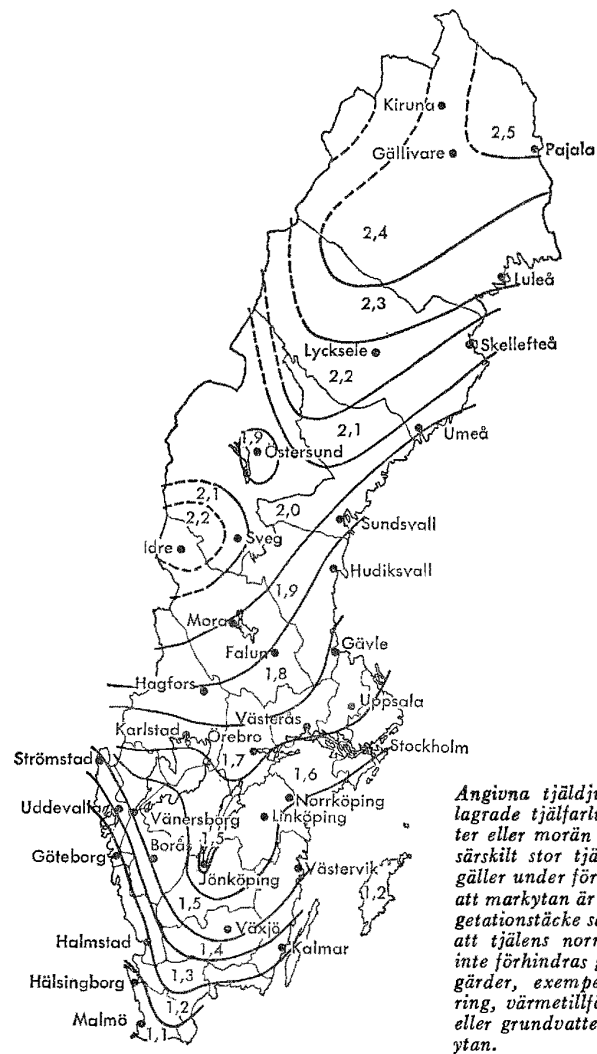 Kiruna
2,5
Gällivare
Pajala
2,4
Luleå
2,3
Lycksele
Skellefteå
2,2
2,1
Umeå
1,9
Östersund
2,1
2,2
2,0
Sveg
Sundsvall
Idre
Hudiksvall
1,9
Mora
Falun
Gävle
1,8
Hagfors
Uppsala
Västerås
Karlstad
Örebro
Stockholm
Strömstad
1,7
1,6
Norrköping
Uddevalla
Vänersborg
Linköping
1,5
Göteborg
Borås
Jönköping
Västervik
1,2
1,5
Växjö
Halmstad
1,4
Kalmar
1,3
Hälsingborg
1,2
Malmö
1,1
Angivna tjäldju
lagrade tjälfarli
ter eller morän
särskilt stor tjä
gäller under för
att markytan är
getationstäcke sa
att tjälens norr
inte förhindras
gärder, exempe
ring, värmetillfö
eller grundvatte
ytan.